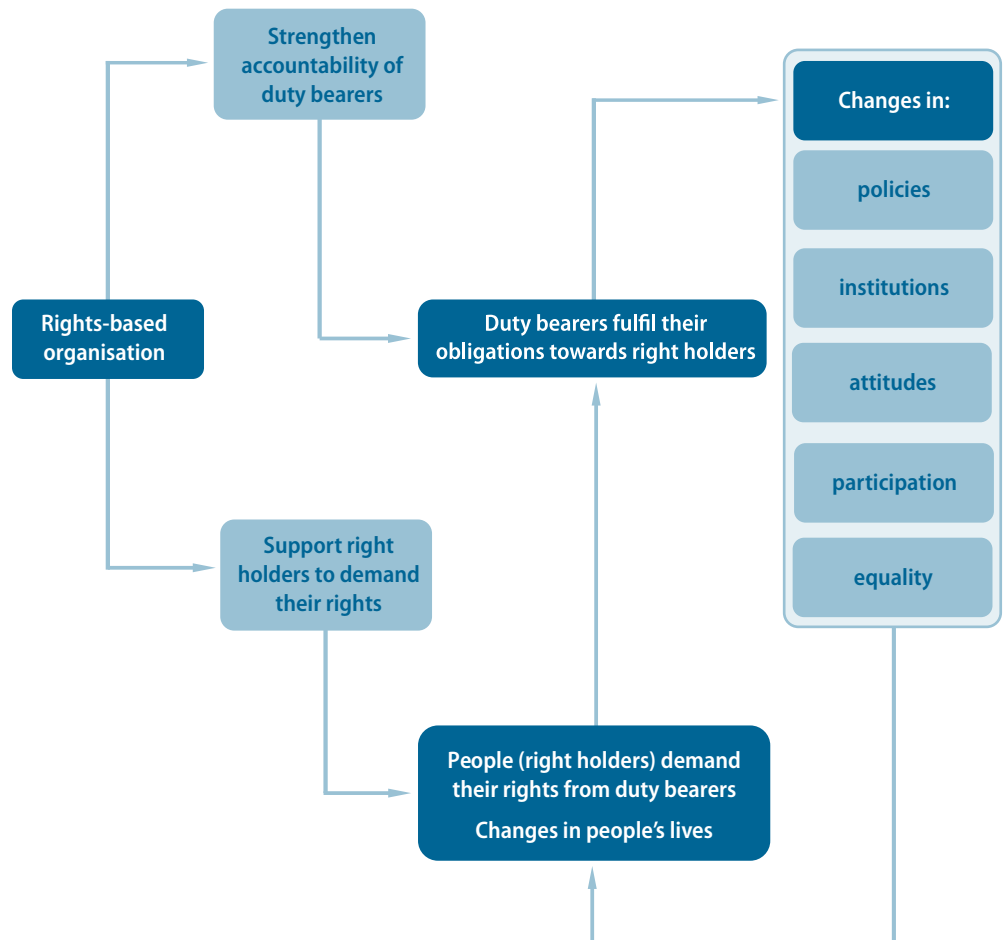 Strengthen
accountability of
duty bearers
Rights-based
organisation
Support right
holders to demand
their rights
Duty bearers fulfil their
obligations towards right holders
People (right holders) demand
their rights from duty bearers
Changes in people’s lives
Changes in:
policies
institutions
attitudes
participation
equality